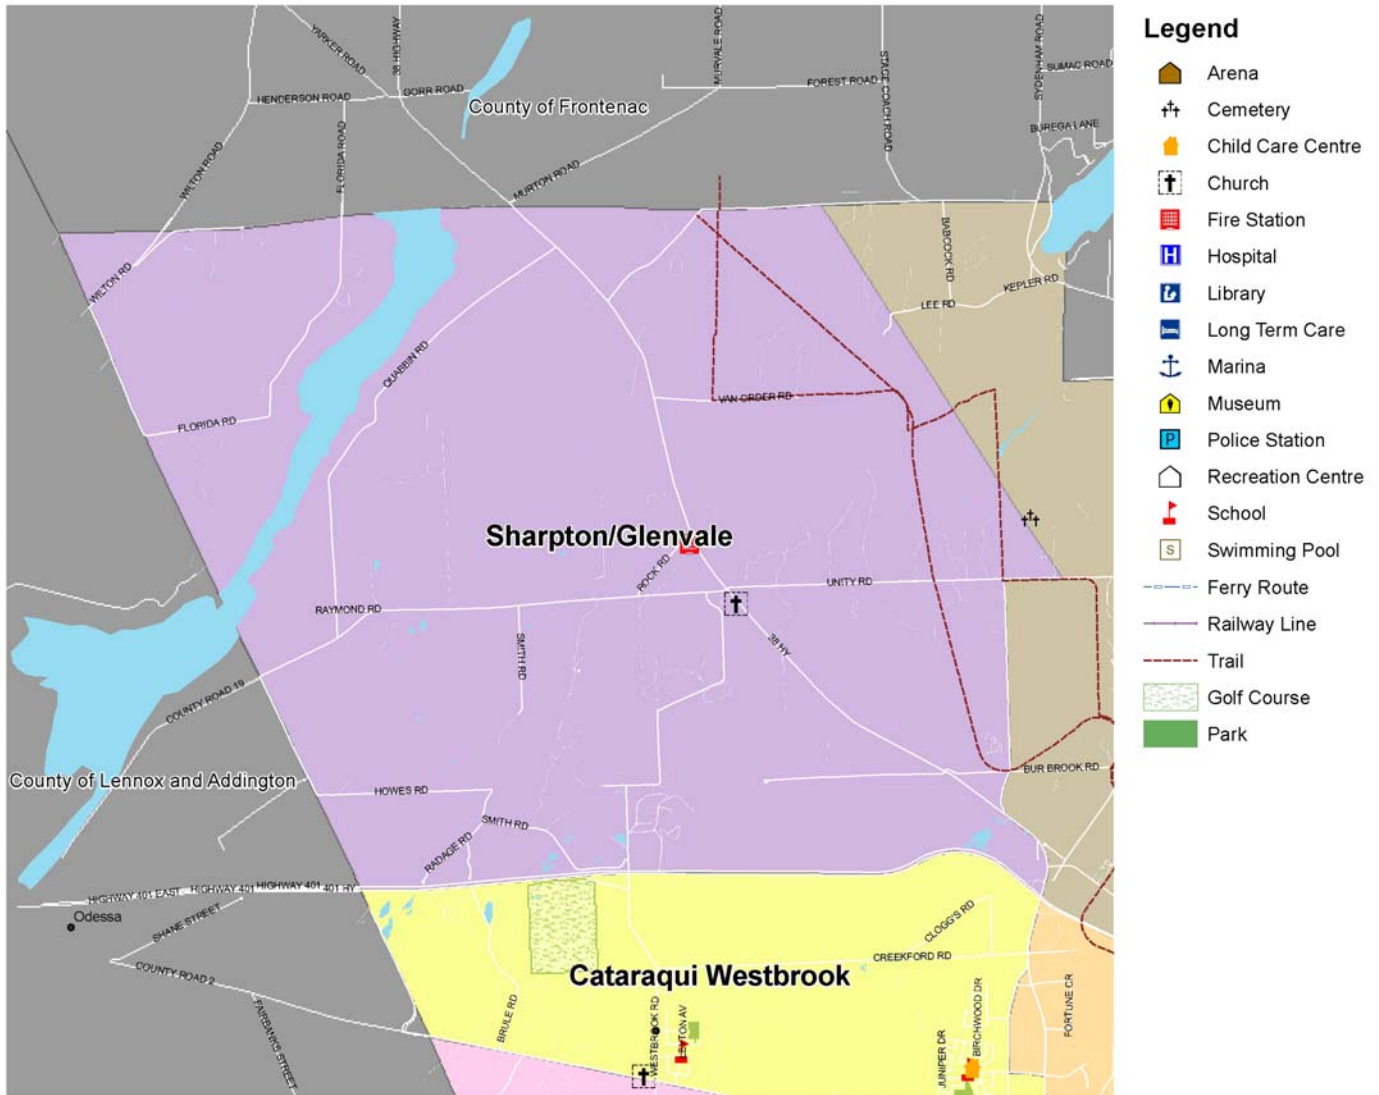 YARKER ROAD
38 HIGHWAY
MURVALE ROAD
STAGE COACH ROAD
SYDENHAM ROAD
SUMAC ROAD
HENDERSON ROAD
GORR ROAD
FOREST ROAD
County of Frontenac
BUREGA LANE
FLORIDA ROAD
WILTON ROAD
MURTON ROAD
BABCOCK RD
WILTON RD
KEPLER RD
LEE RD
QUABBIN RD
VAN ORDER RD
FLORIDA RD
Sharpton/Glenvale
ROCK RD
UNITY RD
RAYMOND RD
SMITH RD
38 HY
COUNTY ROAD 19
BUR BROOK RD
County of Lennox and Addington
HOWES RD
SMITH RD
RADAGE RD
HIGHWAY 401 EAST
HIGHWAY 401
HIGHWAY 401
401 HY
Odessa
SHANE STREET
CLOGG'S RD
CREEKFORD RD
COUNTY ROAD 2
Cataraqui Westbrook
FAIRBANKS STREET
BRULE RD
WESTBROOK RD
LEYTON AV
JUNIPER DR
BIRCHWOOD DR
FORTUNE CR
Legend
Arena
Cemetery
Child Care Centre
Church
Fire Station
H
Hospital
Library
Long Term Care
Marina
Museum
P
Police Station
Recreation Centre
School
S
Swimming Pool
Ferry Route
Railway Line
Trail
Golf Course
Park